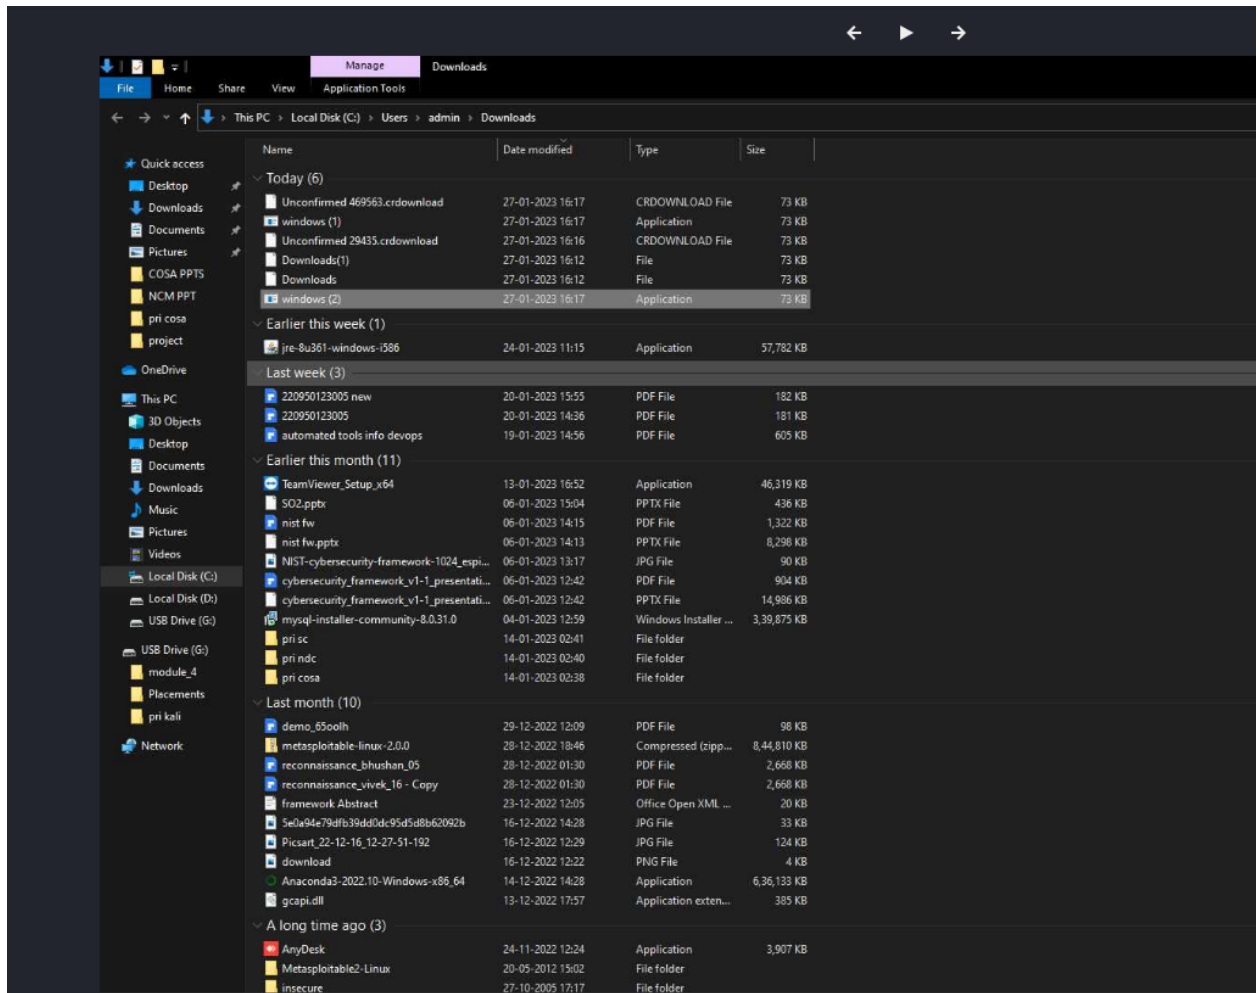 Manage Downloads
File Home Share View Application Tools
This PC › Local Disk (C:) › Users › admin › Downloads
Quick access
Desktop
Downloads
Documents
Pictures
COSA PPTS
NCM PPT
pri cosa
project
OneDrive
This PC
3D Objects
Desktop
Documents
Downloads
Music
Pictures
Videos
Local Disk (C:)
Local Disk (D:)
USB Drive (G:)
USB Drive (G:)
module_4
Placements
pri kali
Network
Name Date modified Type Size
Today (6)
Unconfirmed 469563.crdownload 27-01-2023 16:17 CRDOWNLOAD File 73 KB
windows (1) 27-01-2023 16:17 Application 73 KB
Unconfirmed 29435.crdownload 27-01-2023 16:16 CRDOWNLOAD File 73 KB
Downloads(1) 27-01-2023 16:12 File 73 KB
Downloads 27-01-2023 16:12 File 73 KB
windows (2) 27-01-2023 16:17 Application 73 KB
Earlier this week (1)
jre-8u361-windows-i586 24-01-2023 11:15 Application 57,782 KB
Last week (3)
220950123005 new 20-01-2023 15:55 PDF File 182 KB
220950123005 20-01-2023 14:36 PDF File 181 KB
automated tools info devops 19-01-2023 14:56 PDF File 605 KB
Earlier this month (11)
TeamViewer_Setup_x64 13-01-2023 16:52 Application 46,319 KB
SO2.pptx 06-01-2023 15:04 PPTX File 436 KB
nist fw 06-01-2023 14:15 PDF File 1,322 KB
nist fw.pptx 06-01-2023 14:13 PPTX File 8,298 KB
NIST-cybersecurity-framework-1024_espi... 06-01-2023 13:17 JPG File 90 KB
cybersecurity_framework_v1-1_presentati... 06-01-2023 12:42 PDF File 904 KB
cybersecurity_framework_v1-1_presentati... 06-01-2023 12:42 PPTX File 14,986 KB
mysql-installer-community-8.0.31.0 04-01-2023 12:59 Windows Installer ... 3,39,875 KB
pri sc 14-01-2023 02:41 File folder
pri ndc 14-01-2023 02:40 File folder
pri cosa 14-01-2023 02:38 File folder
Last month (10)
demo_65oolh 29-12-2022 12:09 PDF File 98 KB
metasploitable-linux-2.0.0 28-12-2022 18:46 Compressed (zipp... 8,44,810 KB
reconnaissance_bhushan_05 28-12-2022 01:30 PDF File 2,668 KB
reconnaissance_vivek_16 - Copy 28-12-2022 01:30 PDF File 2,668 KB
framework Abstract 23-12-2022 12:05 Office Open XML ... 20 KB
5e0a94e79dfb39dd0dc95d5d8b62092b 16-12-2022 14:28 JPG File 33 KB
Picsart_22-12-16_12-27-51-192 16-12-2022 12:29 JPG File 124 KB
download 16-12-2022 12:22 PNG File 4 KB
Anaconda3-2022.10-Windows-x86_64 14-12-2022 14:28 Application 6,36,133 KB
gcapi.dll 13-12-2022 17:57 Application exten... 385 KB
A long time ago (3)
AnyDesk 24-11-2022 12:24 Application 3,907 KB
Metasploitable2-Linux 20-05-2012 15:02 File folder
insecure 27-10-2005 17:17 File folder